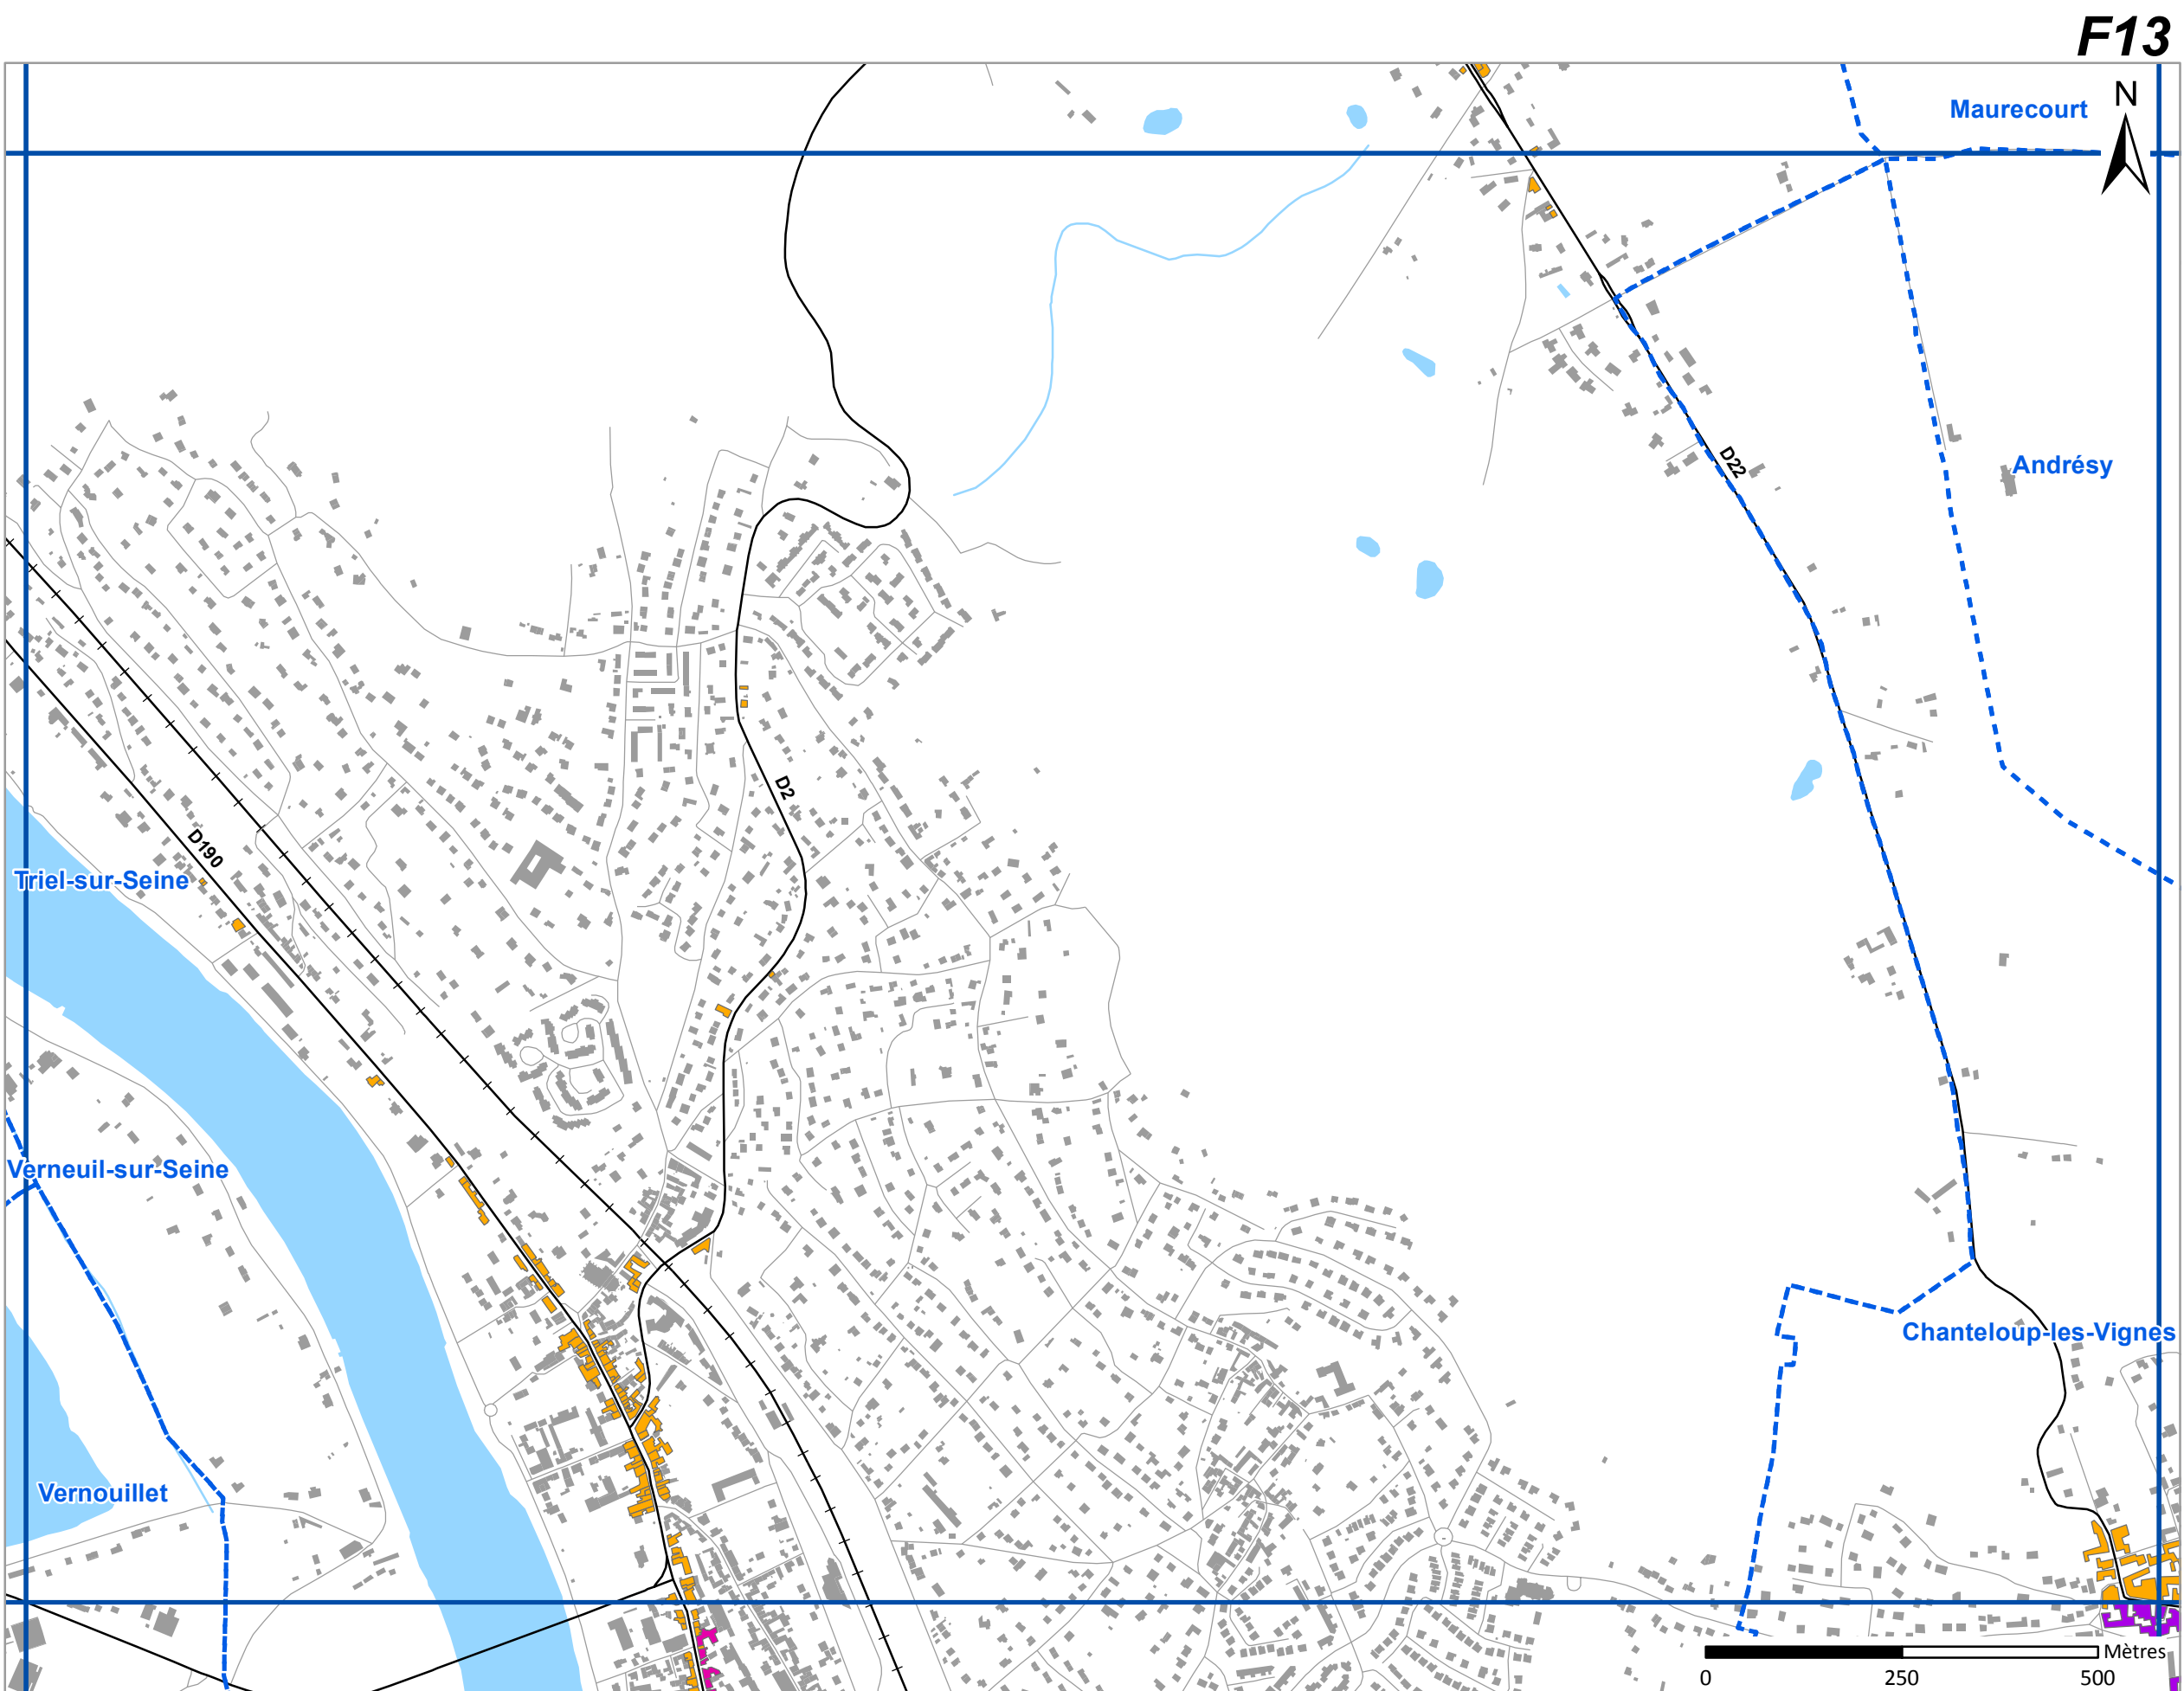 F13
Maurecourt
N
Andrésy
D22
D2
D190
Triel-sur-Seine
Verneuil-sur-Seine
Chanteloup-les-Vignes
Vernouillet
Mètres
0 250 500